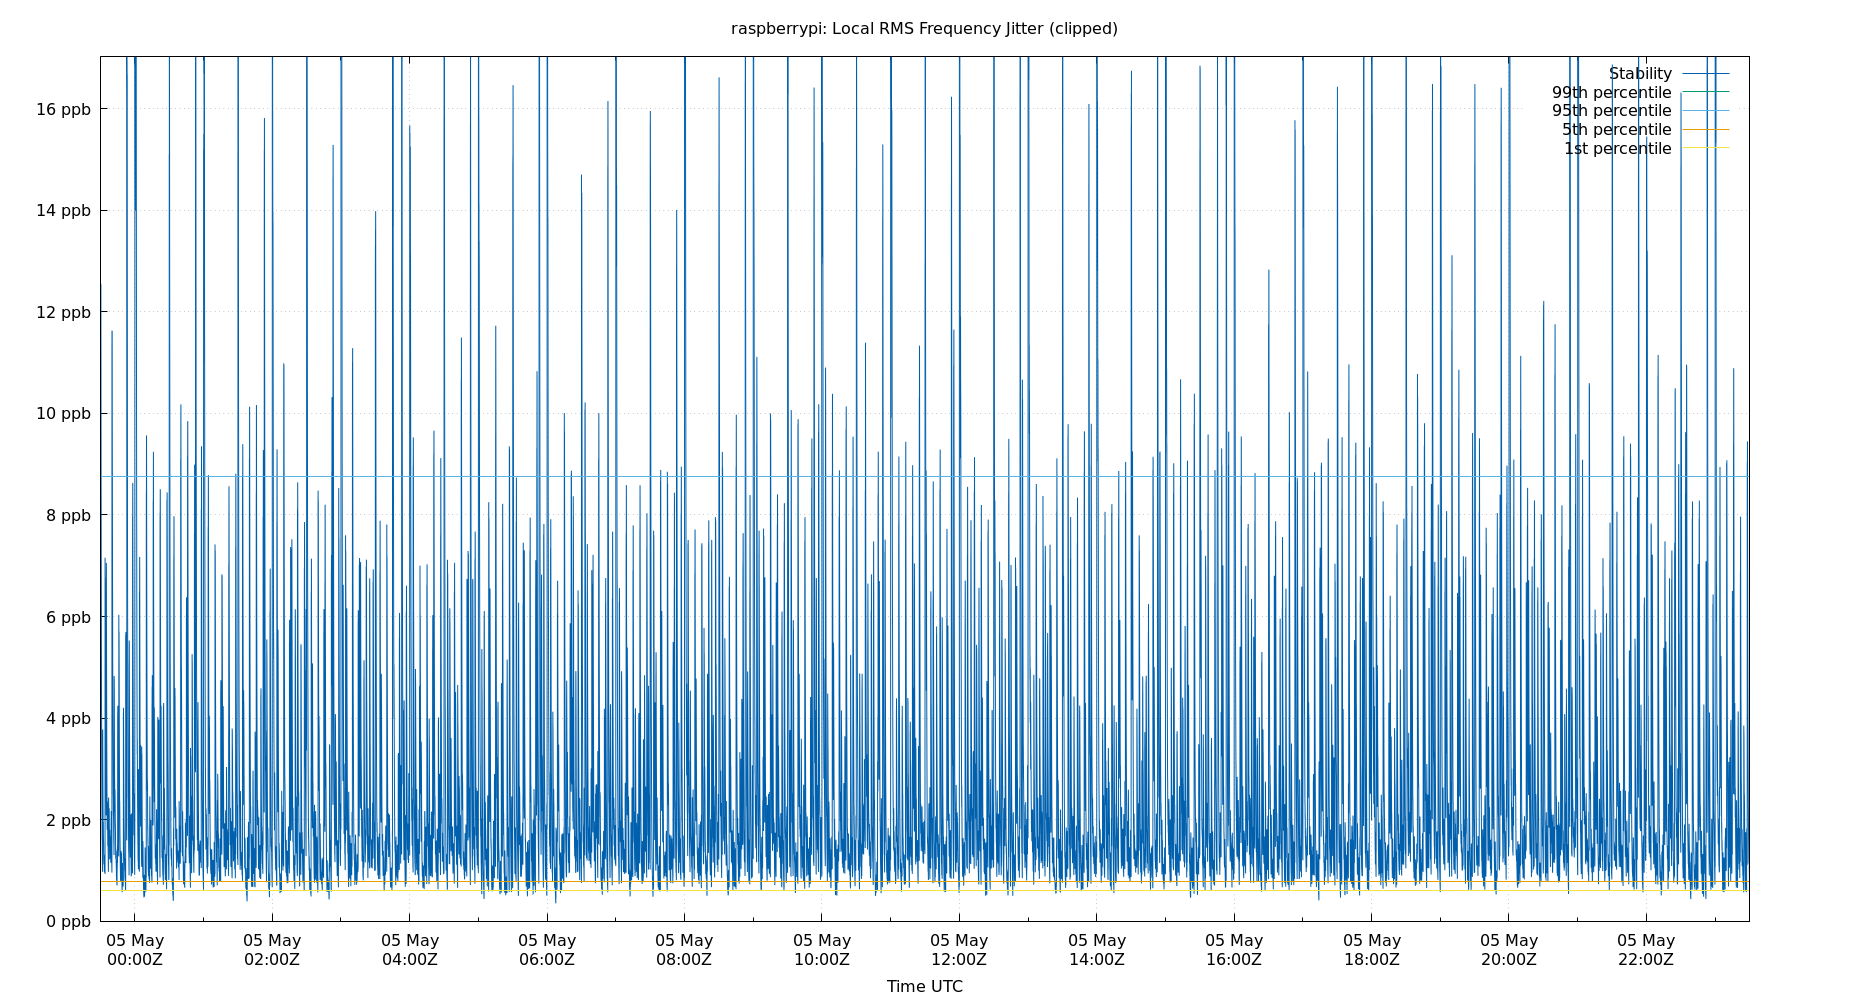 raspberrypi: Local RMS Frequency Jitter (clipped)
Stability
99th percentile
95th percentile
5th percentile
1st percentile
16 ppb
14 ppb
12 ppb
10 ppb
8 ppb
6 ppb
4 ppb
2 ppb
0 ppb
05 May 05 May 05 May 05 May 05 May 05 May 05 May 05 May 05 May 05 May 05 May 05 May
00:00Z 02:00Z 04:00Z 06:00Z 08:00Z 10:00Z 12:00Z 14:00Z 16:00Z 18:00Z 20:00Z 22:00Z
Time UTC